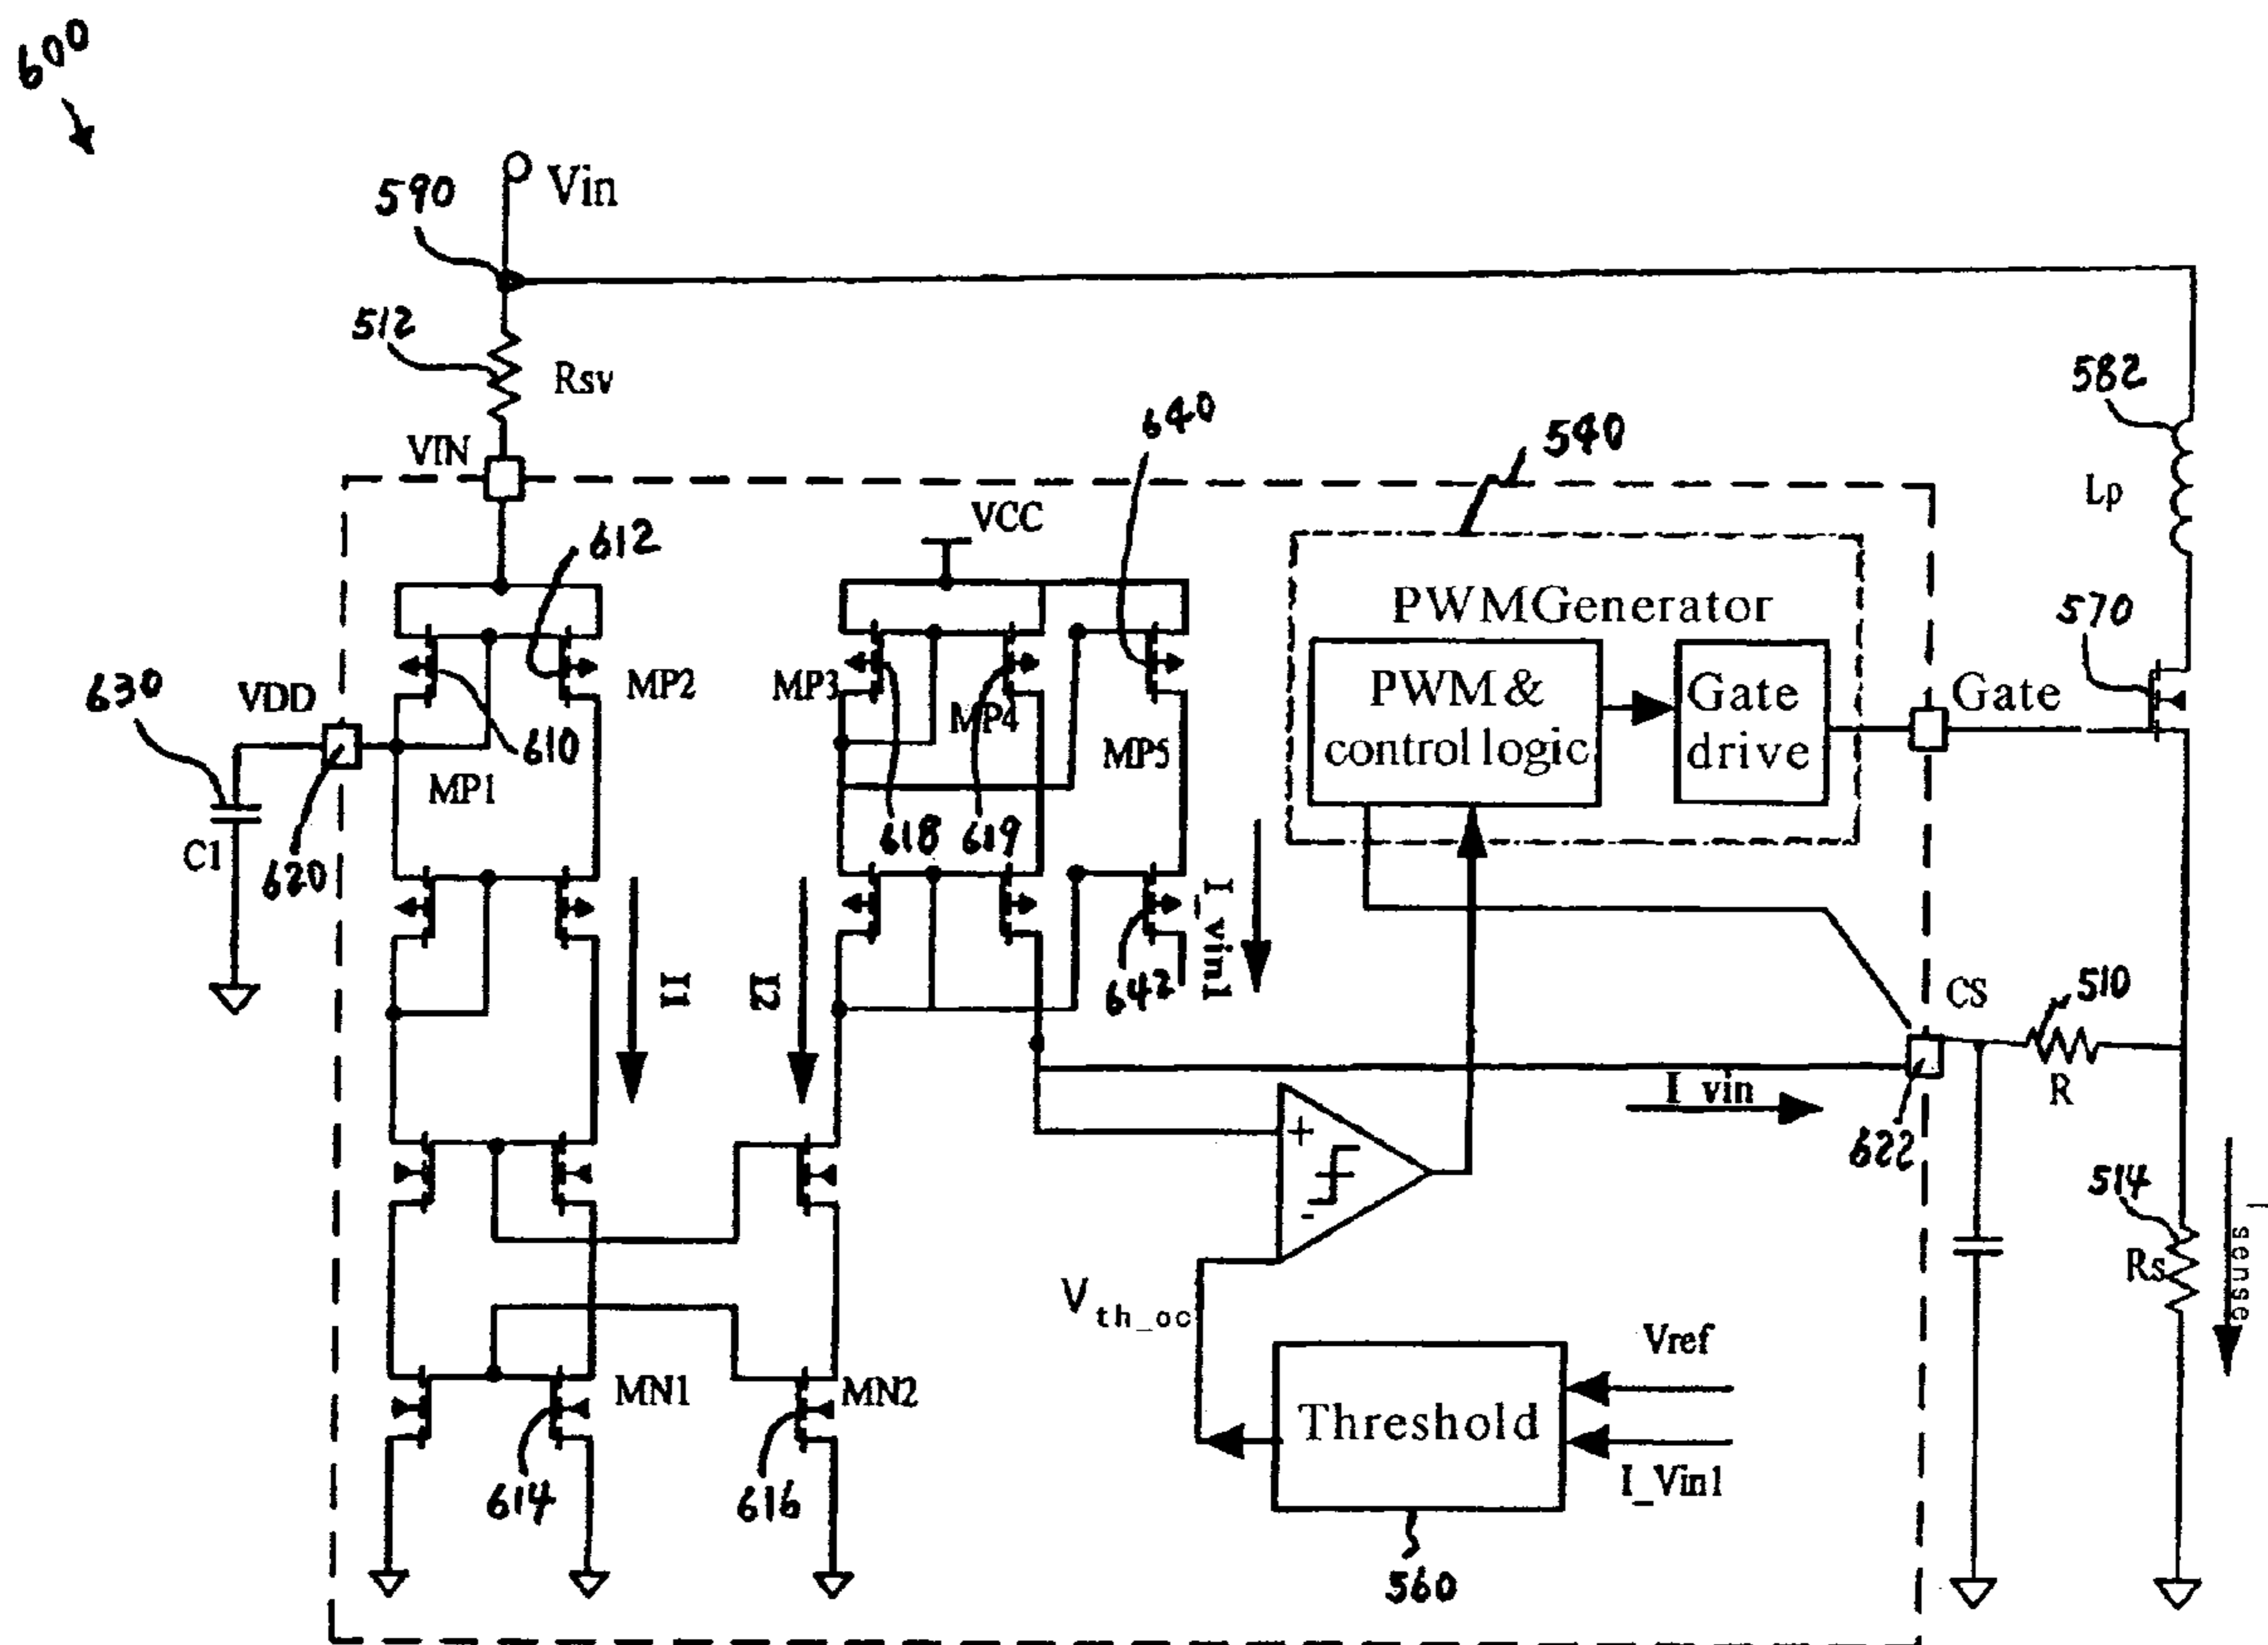 600
590
Vin
512
Rsv
VIN
582
Lp
640
540
VCC
612
PWMGenerator
570
630
VDD
MP2
MP3
MP4
MP5
PWM &
control logic
Gate
drive
Gate
610
MP1
C1
620
618
619
I1
I2
I_vin1
642
CS
510
R
I_vin
622
514
Rs
I_sense
+
-
V
th_oc
Vref
MN1
MN2
Threshold
I_Vin1
614
616
560